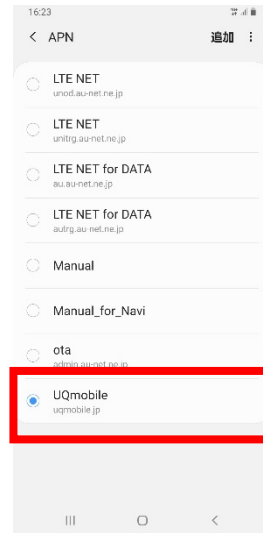 16:23
< APN 追加
LTE NET
unod.au-net.ne.jp
LTE NET
unitrg.au-net.ne.jp
LTE NET for DATA
au.au-net.ne.jp
LTE NET for DATA
autrg.au-net.ne.jp
Manual
Manual_for_Navi
ota
admin.au-net.ne.jp
UQmobile
uqmobile.jp